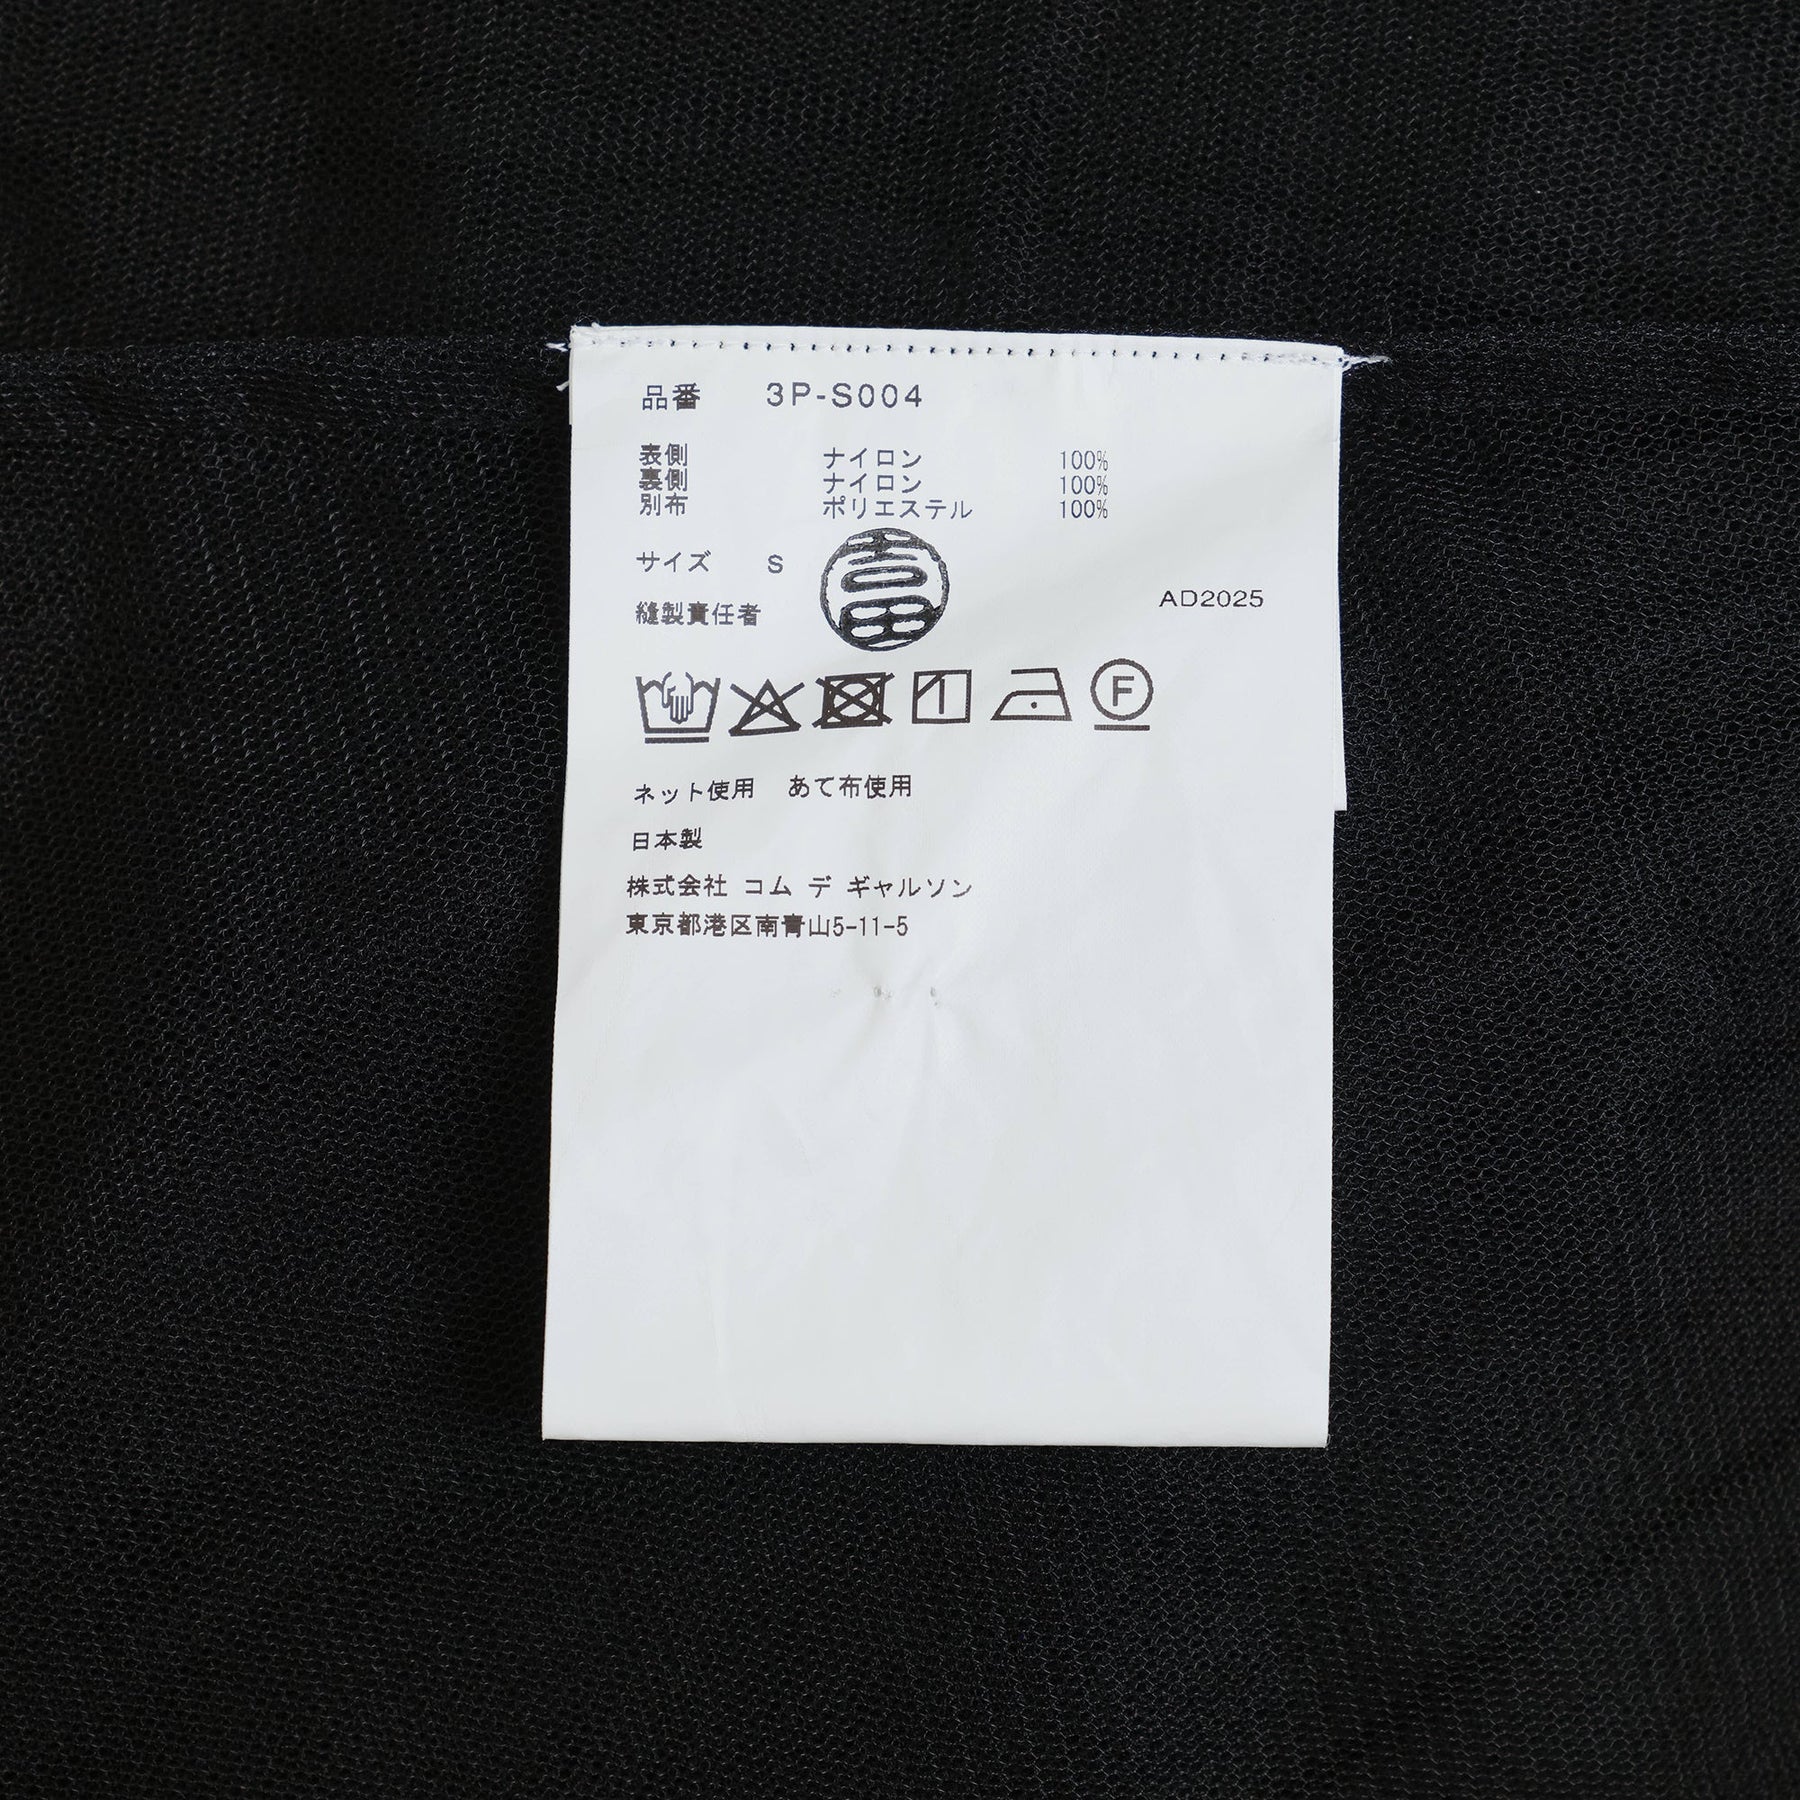 品番 3P-S004
表側 ナイロン 100%
裏側 ナイロン 100%
別布 ポリエステル 100%
サイズ S
吉田
AD2025
縫製責任者
1 F
ネット使用 あて布使用
日本製
株式会社 コム デ ギャルソン
東京都港区南青山5-11-5